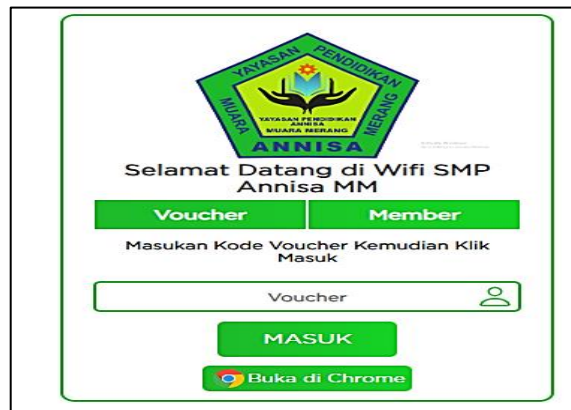 YAYASAN PENDIDIKAN
MUARA MERANG
YAYASAN PENDIDIKAN
ANNISA
MUARA MERANG
ANNISA
Selamat Datang di Wifi SMP
Annisa MM
Voucher Member
Masukan Kode Voucher Kemudian Klik
Masuk
Voucher
MASUK
Buka di Chrome